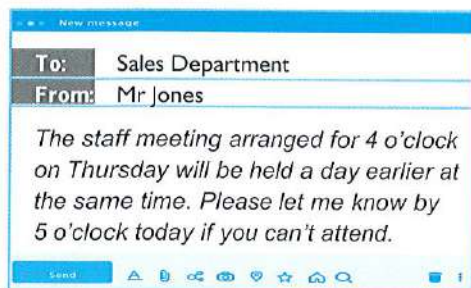 New message
To: Sales Department
From: Mr Jones
The staff meeting arranged for 4 o'clock
on Thursday will be held a day earlier at
the same time. Please let me know by
5 o'clock today if you can't attend.
Send